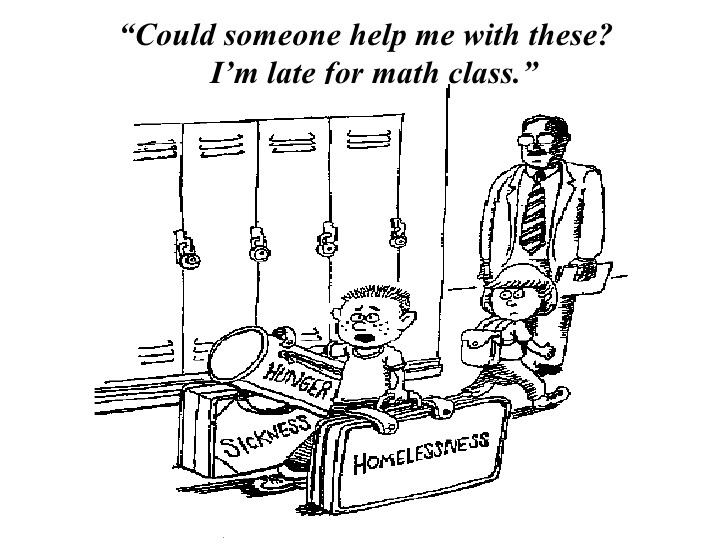 “Could someone help me with these?
I’m late for math class.”
HUNGER
SICKNESS
HOMELESSNESS